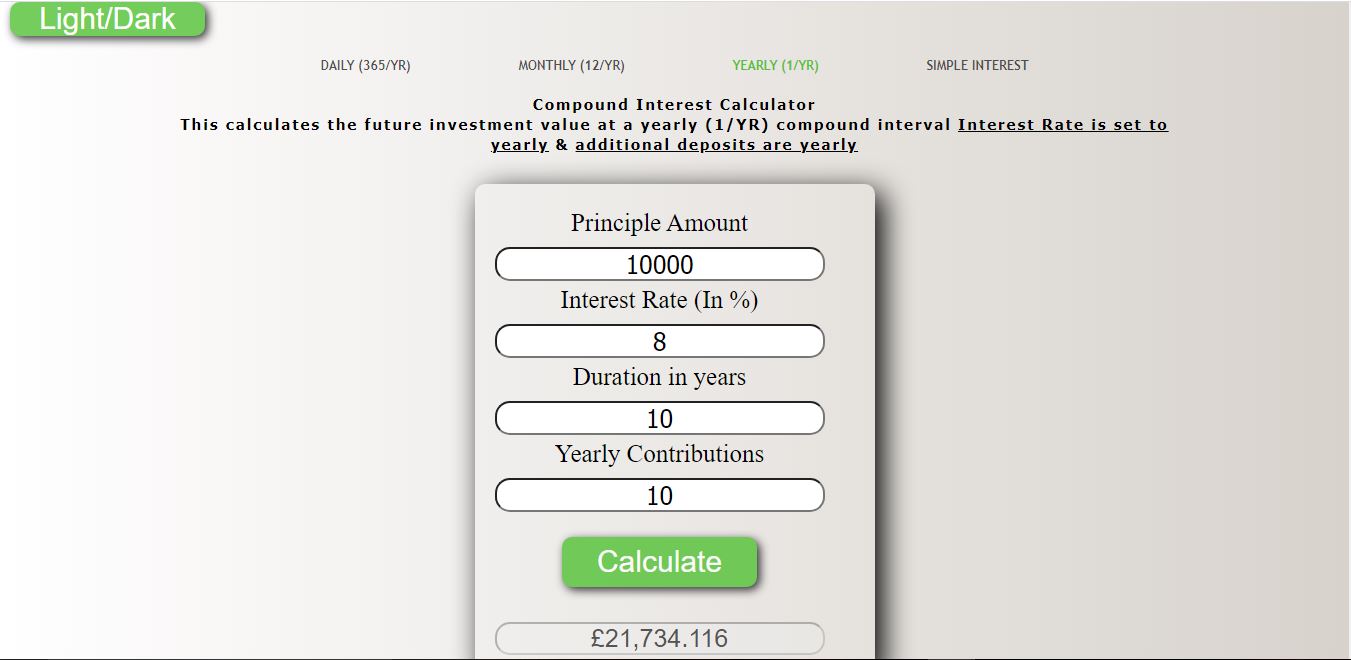 Light/Dark
DAILY (365/YR) MONTHLY (12/YR) YEARLY (1/YR) SIMPLE INTEREST
Compound Interest Calculator
This calculates the future investment value at a yearly (1/YR) compound interval Interest Rate is set to
yearly & additional deposits are yearly
Principle Amount
10000
Interest Rate (In %)
8
Duration in years
10
Yearly Contributions
10
Calculate
£21,734.116